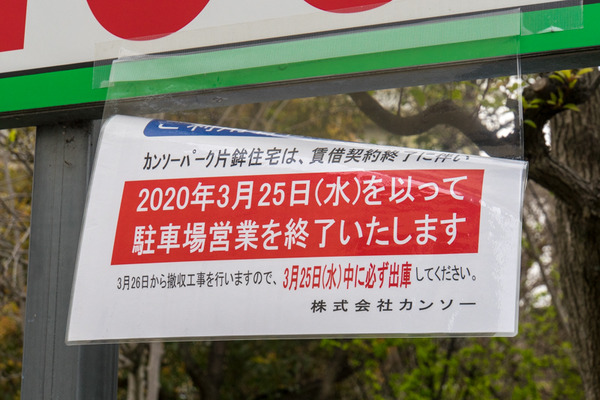 カンソーパーク片鉾住宅は、賃借契約終了に伴い
2020年3月25日(水)を以って
駐車場営業を終了いたします
3月26日から撤収工事を行いますので、3月25日(水)中に必ず出庫してください。
株式会社カンソー